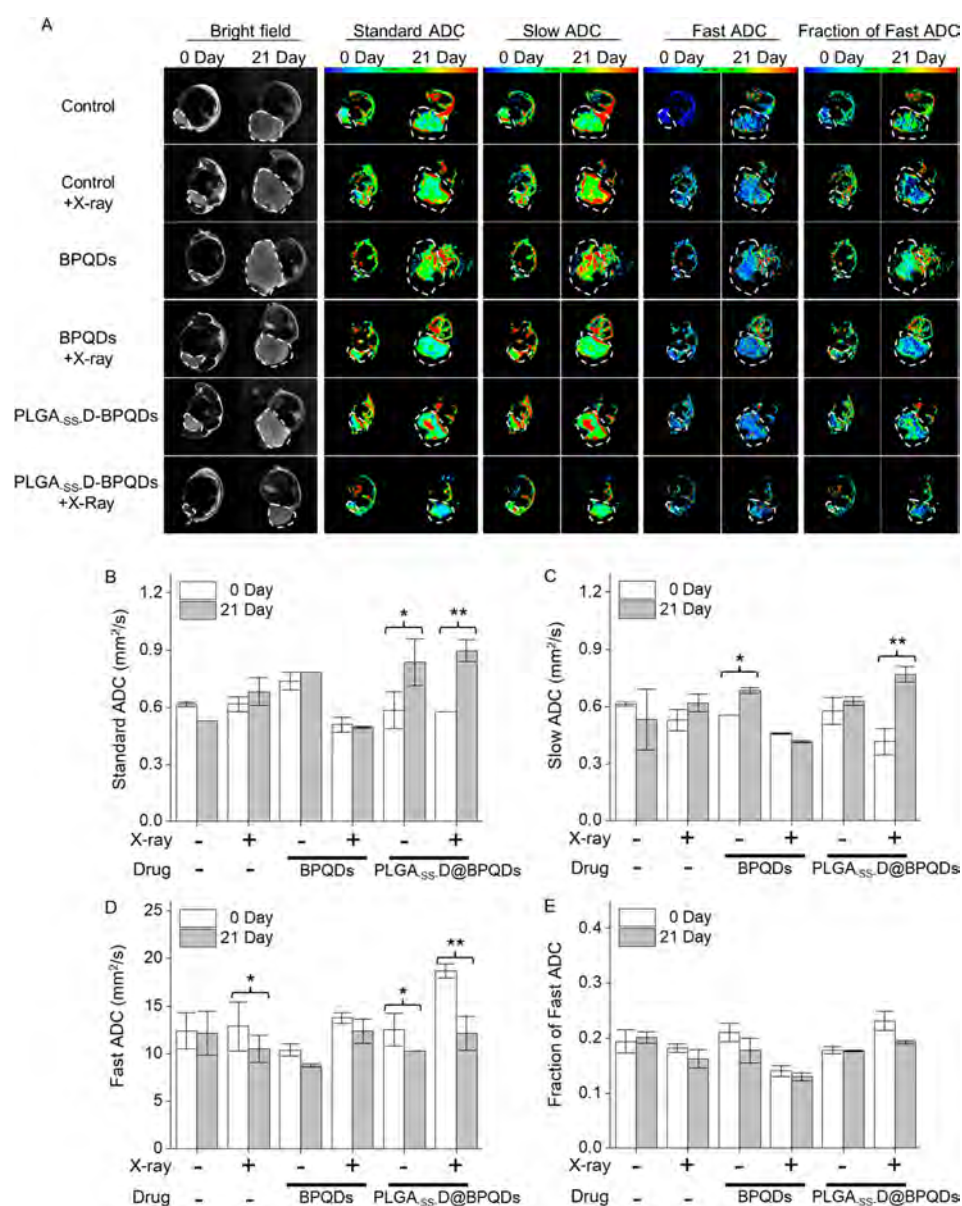 A
Bright field Standard ADC Slow ADC Fast ADC Fraction of Fast ADC
0 Day 21 Day 0 Day 21 Day 0 Day 21 Day 0 Day 21 Day 0 Day 21 Day
Control
Control
+X-ray
BPQDs
BPQDs
+X-ray
PLGA-SS-D-BPQDs
PLGA-SS-D-BPQDs
+X-Ray
B
0 Day
21 Day
* **
Standard ADC (mm²/s)
1.2
0.9
0.6
0.3
0.0
X-ray - + - + - +
Drug - - BPQDs PLGA-SS-D@BPQDs
C
0 Day
21 Day
* **
Slow ADC (mm²/s)
1.2
0.9
0.6
0.3
0.0
X-ray - + - + - +
Drug - - BPQDs PLGA-SS-D@BPQDs
D
0 Day
21 Day
* * **
Fast ADC (mm²/s)
25
20
15
10
5
0
X-ray - + - + - +
Drug - - BPQDs PLGA-SS-D@BPQDs
E
0 Day
21 Day
Fraction of Fast ADC
0.4
0.3
0.2
0.1
0.0
X-ray - + - + - +
Drug - - BPQDs PLGA-SS-D@BPQDs